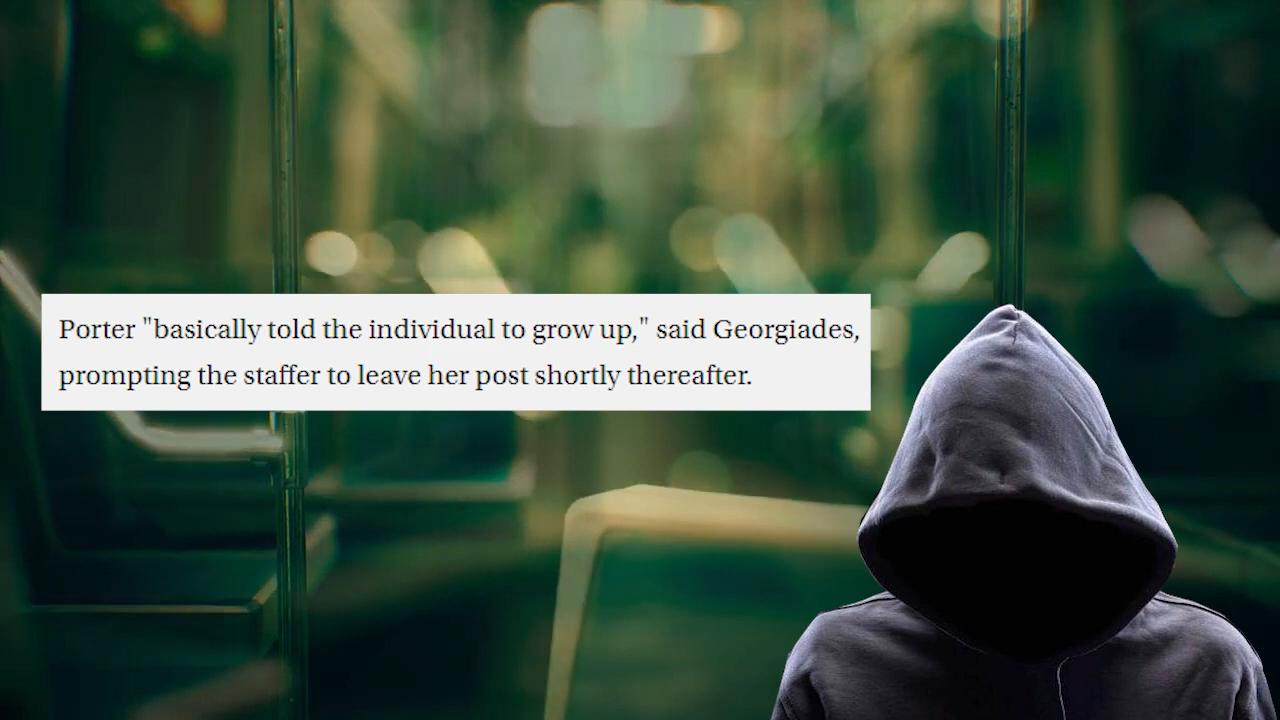 Porter "basically told the individual to grow up," said Georgiades,
prompting the staffer to leave her post shortly thereafter.